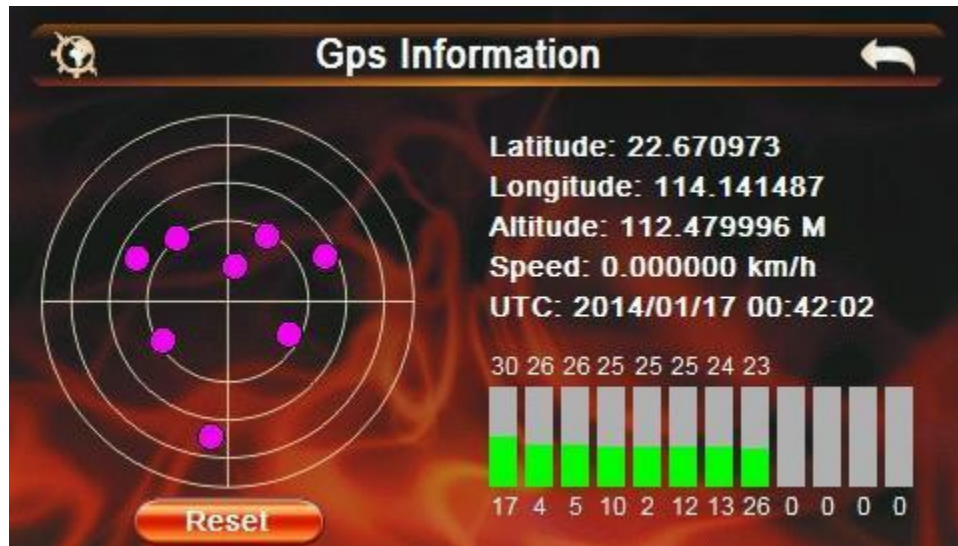 Gps Information
Latitude: 22.670973
Longitude: 114.141487
Altitude: 112.479996 M
Speed: 0.000000 km/h
UTC: 2014/01/17 00:42:02
30 26 26 25 25 25 24 23
17 4 5 10 2 12 13 26 0 0 0 0
Reset